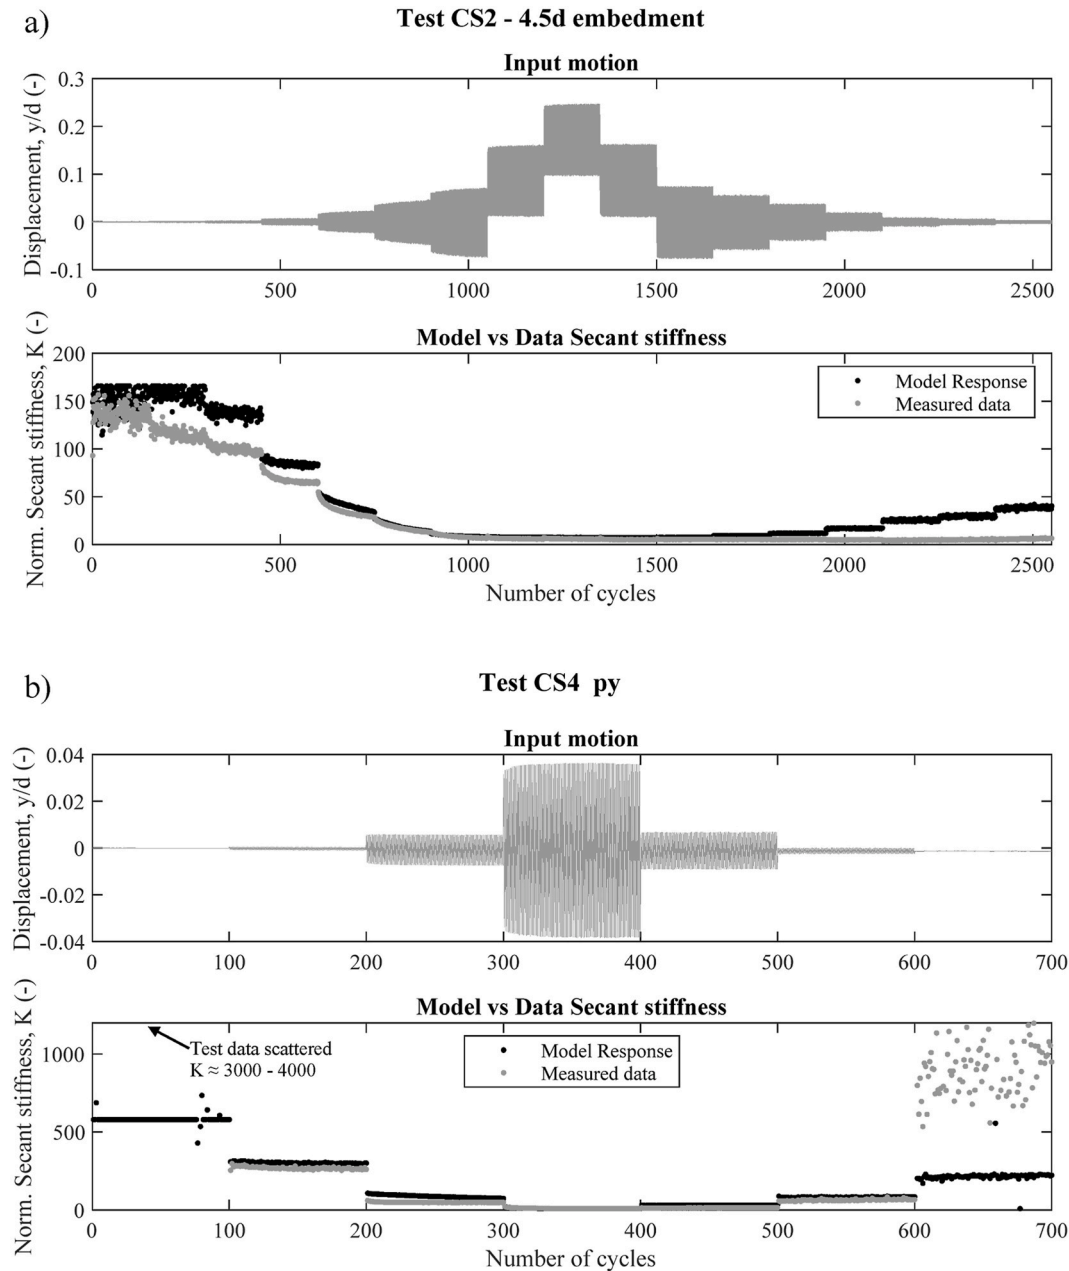 a)
Test CS2 - 4.5d embedment
Input motion
Displacement, y/d (-)
0.3
0.2
0.1
0
-0.1
0 500 1000 1500 2000 2500
Model vs Data Secant stiffness
Norm. Secant stiffness, K (-)
200
150
100
50
0
Model Response
Measured data
0 500 1000 1500 2000 2500
Number of cycles
b)
Test CS4 py
Input motion
Displacement, y/d (-)
0.04
0.02
0
-0.02
-0.04
0 100 200 300 400 500 600 700
Model vs Data Secant stiffness
Norm. Secant stiffness, K (-)
1000
500
0
Test data scattered
K ≈ 3000 - 4000
Model Response
Measured data
0 100 200 300 400 500 600 700
Number of cycles